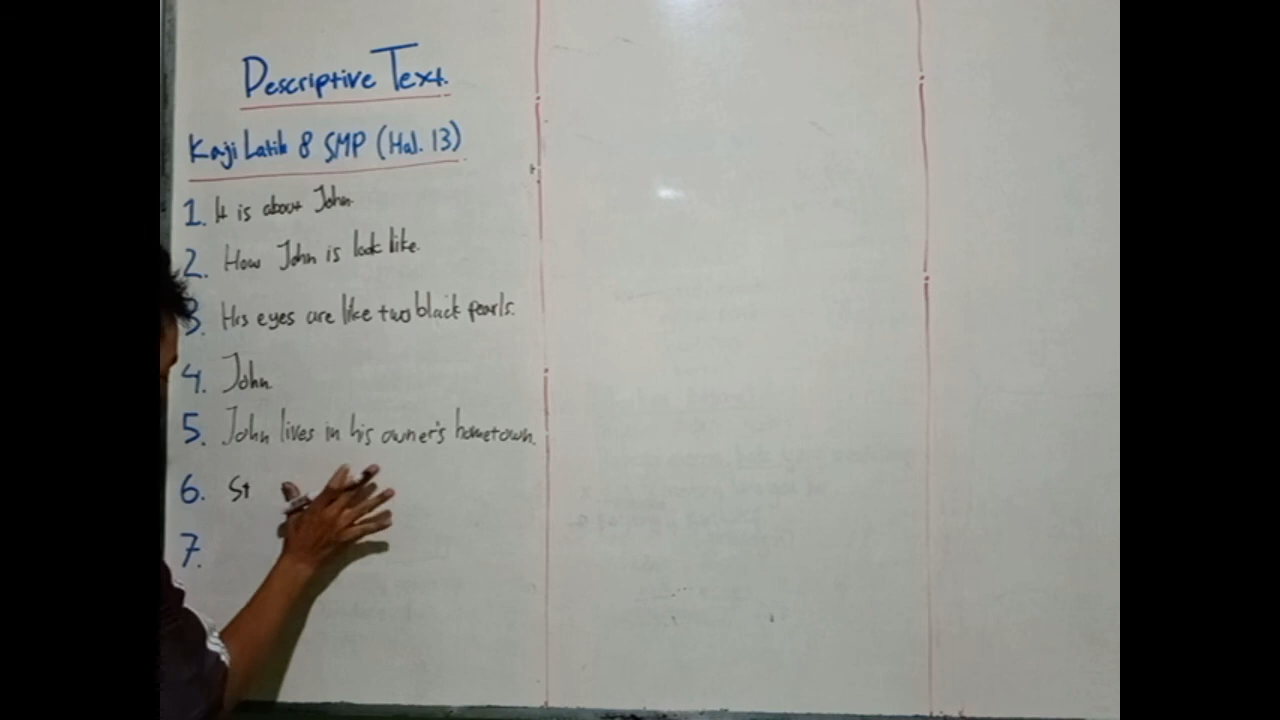 Descriptive Text.
Kaji Latih 8 SMP (Hal. 13)
1. It is about John.
2. How John is look like.
3. His eyes are like two black pearls.
4. John.
5. John lives in his owner's hometown.
6. St
7.